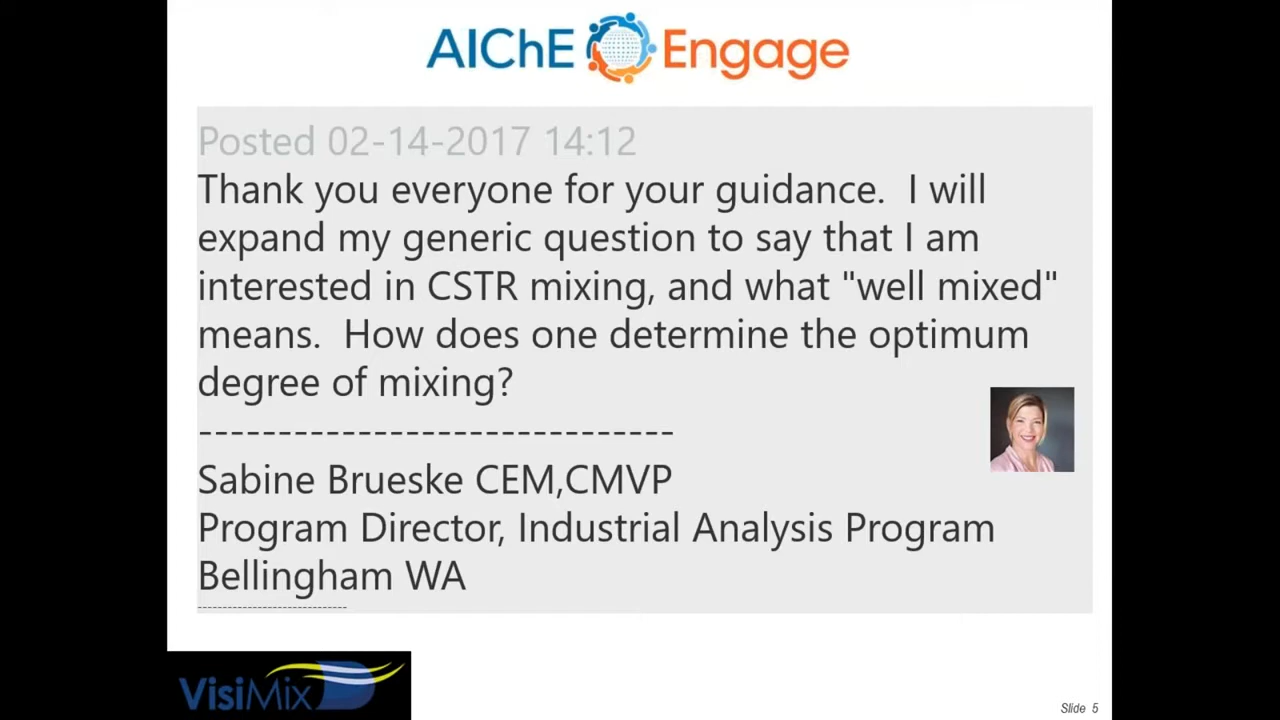 AIChE Engage
Posted 02-14-2017 14:12
Thank you everyone for your guidance.  I will
expand my generic question to say that I am
interested in CSTR mixing, and what "well mixed"
means.  How does one determine the optimum
degree of mixing?
------------------------------
Sabine Brueske CEM,CMVP
Program Director, Industrial Analysis Program
Bellingham WA
------------------------------
VisiMix
Slide 5